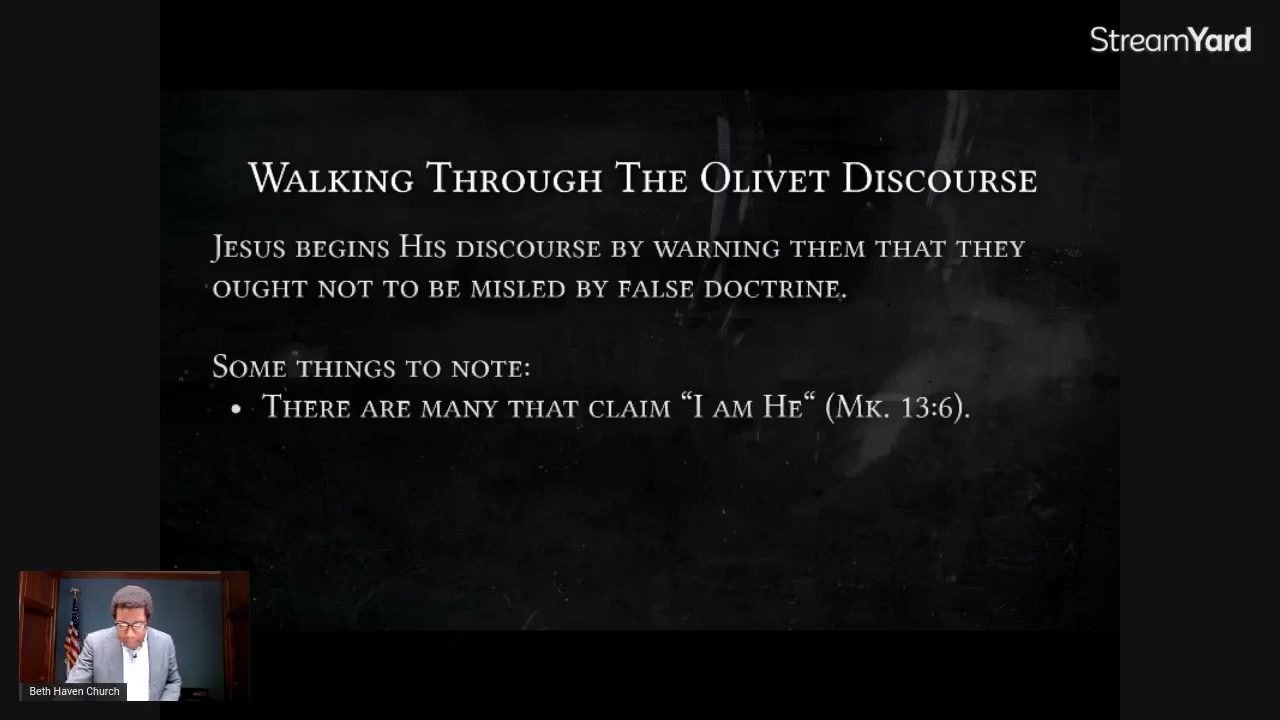 StreamYard
Walking Through The Olivet Discourse
Jesus begins His discourse by warning them that they
ought not to be misled by false doctrine.
Some things to note:
• There are many that claim “I am He“ (Mk. 13:6).
Beth Haven Church